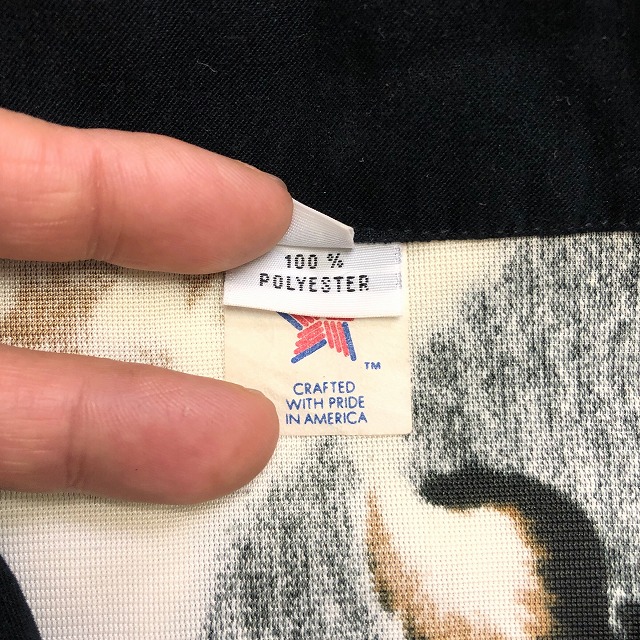 100 %
POLYESTER
TM
CRAFTED
WITH PRIDE
IN AMERICA